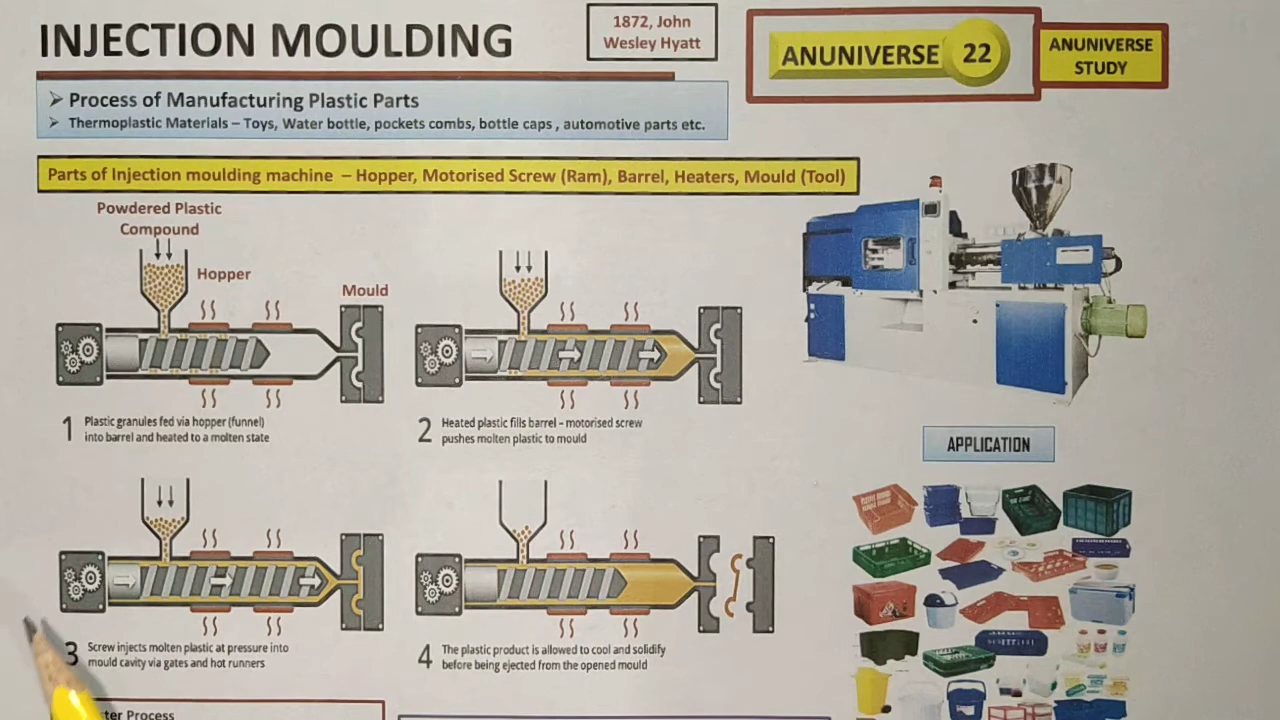 INJECTION MOULDING
1872, John
Wesley Hyatt
ANUNIVERSE 22
ANUNIVERSE
STUDY
➢ Process of Manufacturing Plastic Parts
➢ Thermoplastic Materials – Toys, Water bottle, pockets combs, bottle caps , automotive parts etc.
Parts of Injection moulding machine – Hopper, Motorised Screw (Ram), Barrel, Heaters, Mould (Tool)
Powdered Plastic
Compound
Hopper
Mould
1 Plastic granules fed via hopper (funnel)
into barrel and heated to a molten state
2 Heated plastic fills barrel – motorised screw
pushes molten plastic to mould
APPLICATION
3 Screw injects molten plastic at pressure into
mould cavity via gates and hot runners
4 The plastic product is allowed to cool and solidify
before being ejected from the opened mould
Process